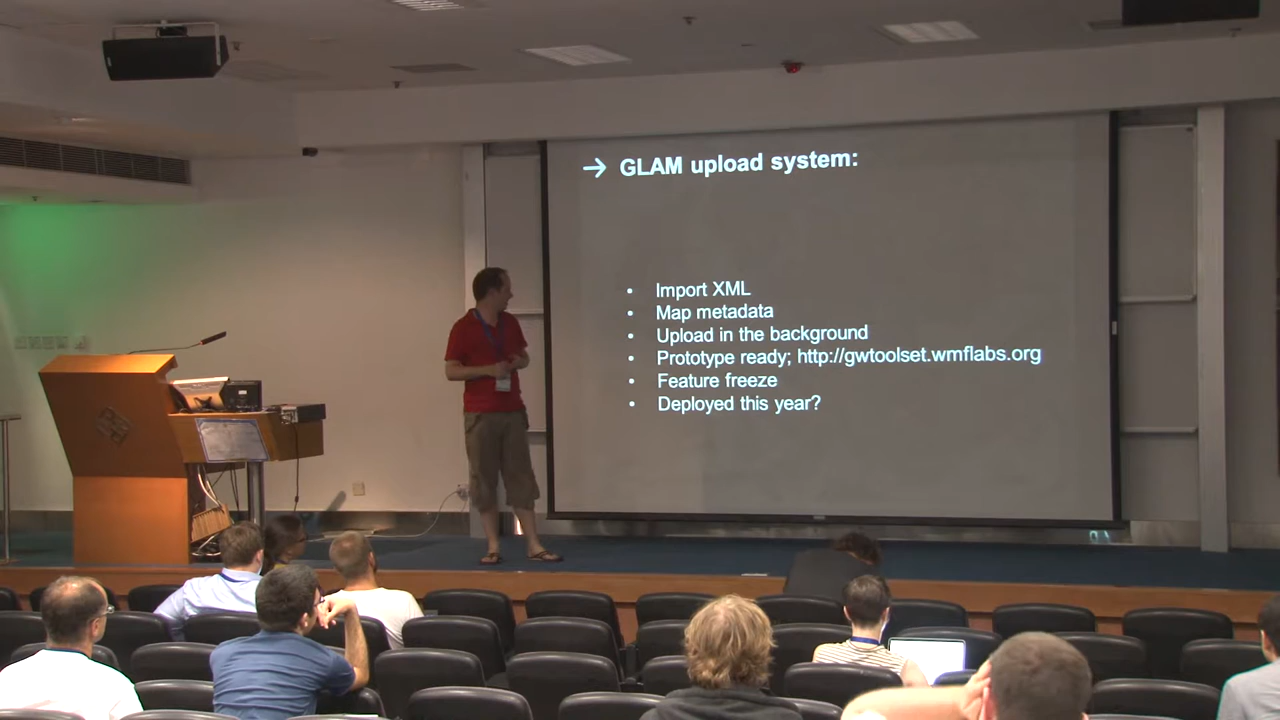 → GLAM upload system:
• Import XML
• Map metadata
• Upload in the background
• Prototype ready; http://gwtoolset.wmflabs.org
• Feature freeze
• Deployed this year?